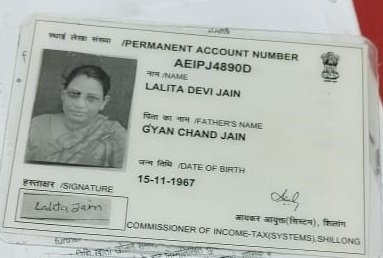 स्थाई लेखा संख्या /PERMANENT ACCOUNT NUMBER
AEIPJ4890D
नाम /NAME
LALITA DEVI JAIN
पिता का नाम /FATHER'S NAME
GYAN CHAND JAIN
जन्म तिथि /DATE OF BIRTH
15-11-1967
हस्ताक्षर /SIGNATURE
Lalita Jain
आयकर आयुक्त(सिस्टम), शिलांग
COMMISSIONER OF INCOME-TAX(SYSTEMS), SHILLONG